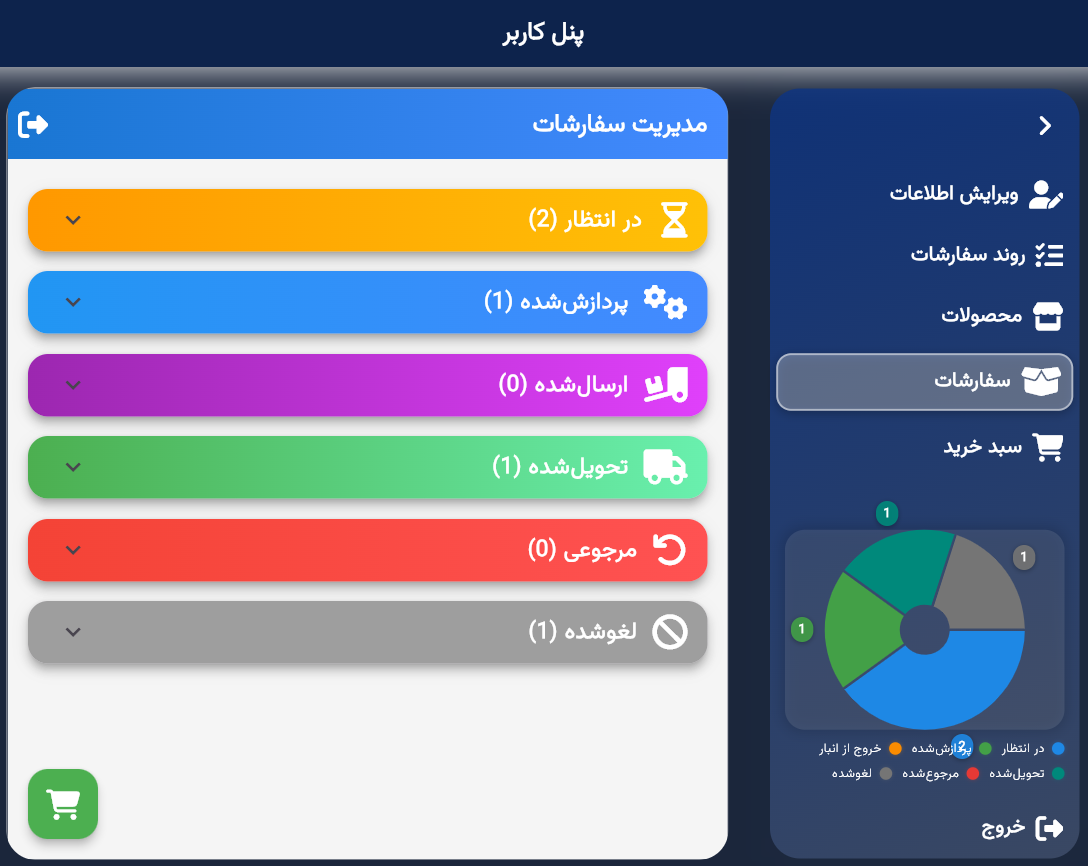 پنل کاربر
مدیریت سفارشات
در انتظار (2)
پردازش‌شده (1)
ارسال‌شده (0)
تحویل‌شده (1)
مرجوعی (0)
لغوشده (1)
ویرایش اطلاعات
روند سفارشات
محصولات
سفارشات
سبد خرید
1
1
1
2
در انتظار
پردازش‌شده
خروج از انبار
تحویل‌شده
مرجوع‌شده
لغوشده
خروج